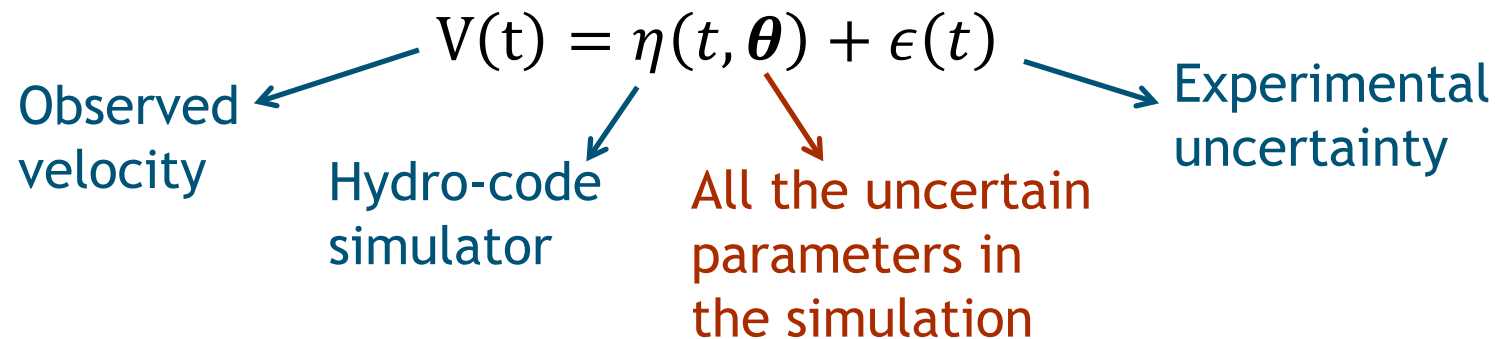 V(t) = η(t, θ) + ϵ(t)
Observed
velocity
Hydro-code
simulator
All the uncertain
parameters in
the simulation
Experimental
uncertainty